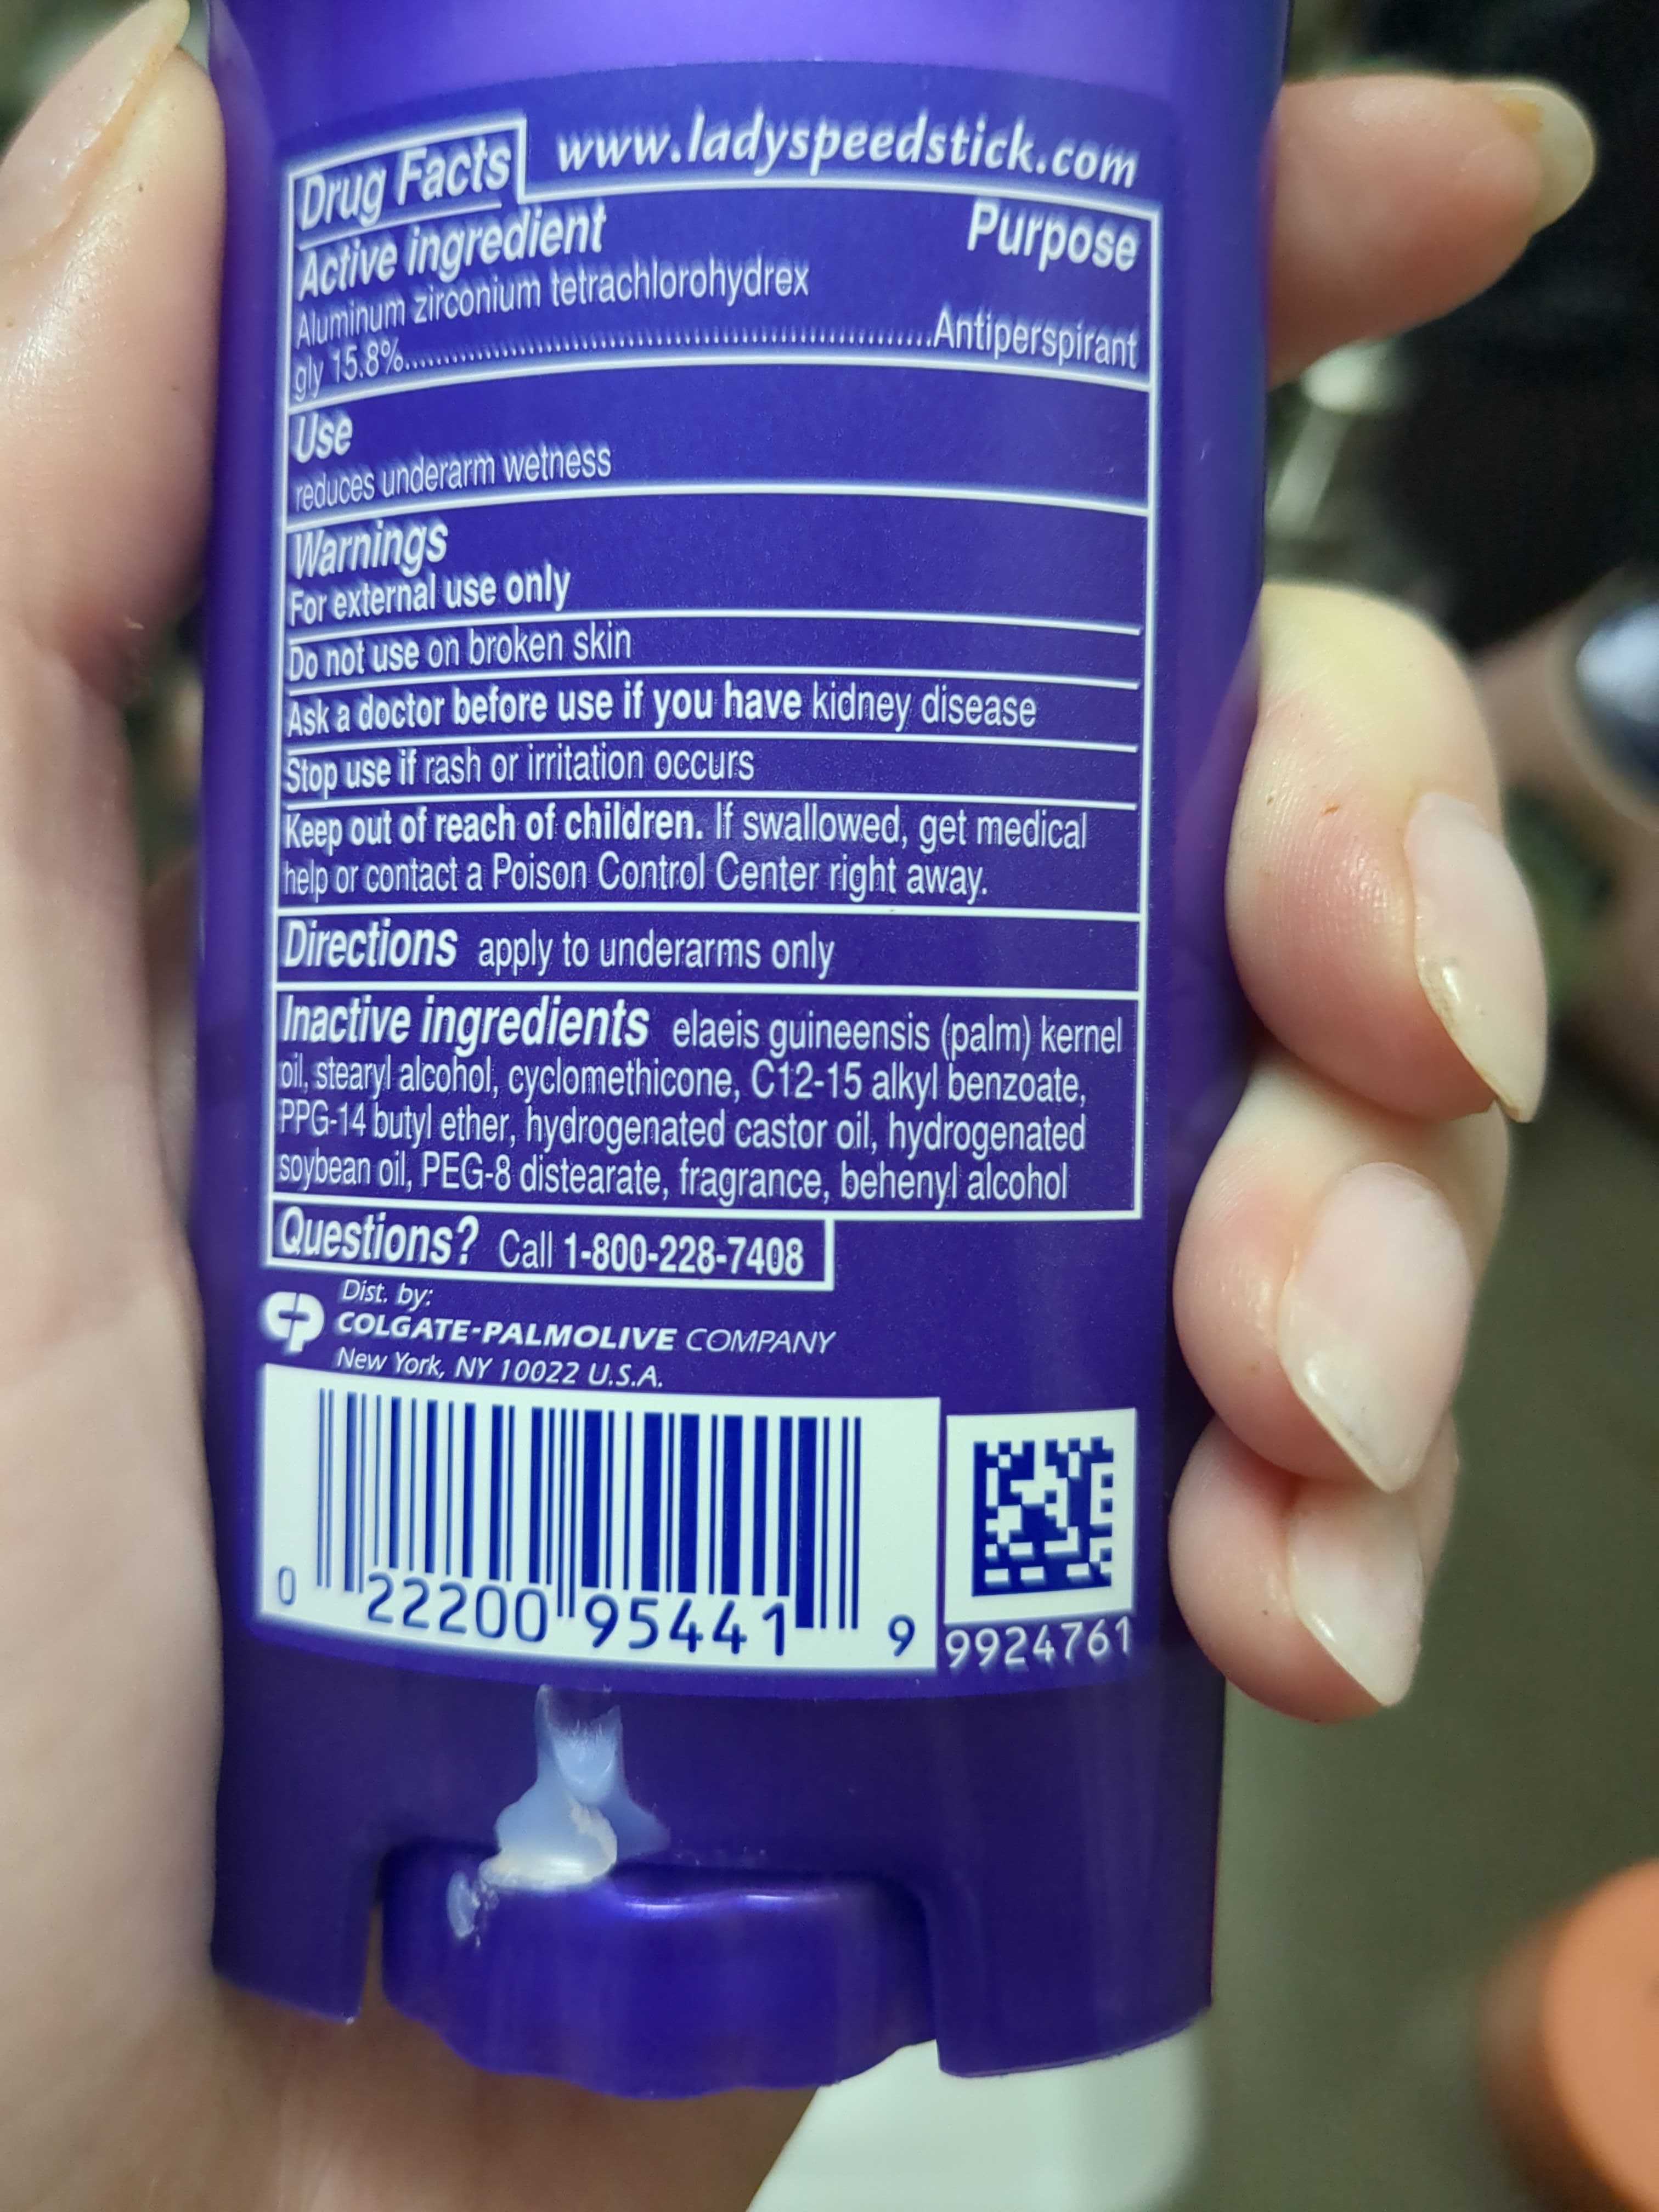 Drug Facts www.ladyspeedstick.com
Active ingredient Purpose
Aluminum zirconium tetrachlorohydrex
gly 15.8%..........................................................Antiperspirant
Use
reduces underarm wetness
Warnings
For external use only
Do not use on broken skin
Ask a doctor before use if you have kidney disease
Stop use if rash or irritation occurs
Keep out of reach of children. If swallowed, get medical
help or contact a Poison Control Center right away.
Directions apply to underarms only
Inactive ingredients elaeis guineensis (palm) kernel
oil, stearyl alcohol, cyclomethicone, C12-15 alkyl benzoate,
PPG-14 butyl ether, hydrogenated castor oil, hydrogenated
soybean oil, PEG-8 distearate, fragrance, behenyl alcohol
Questions? Call 1-800-228-7408
Dist. by:
CP COLGATE-PALMOLIVE COMPANY
New York, NY 10022 U.S.A.
0 22200 95441 9 9924761